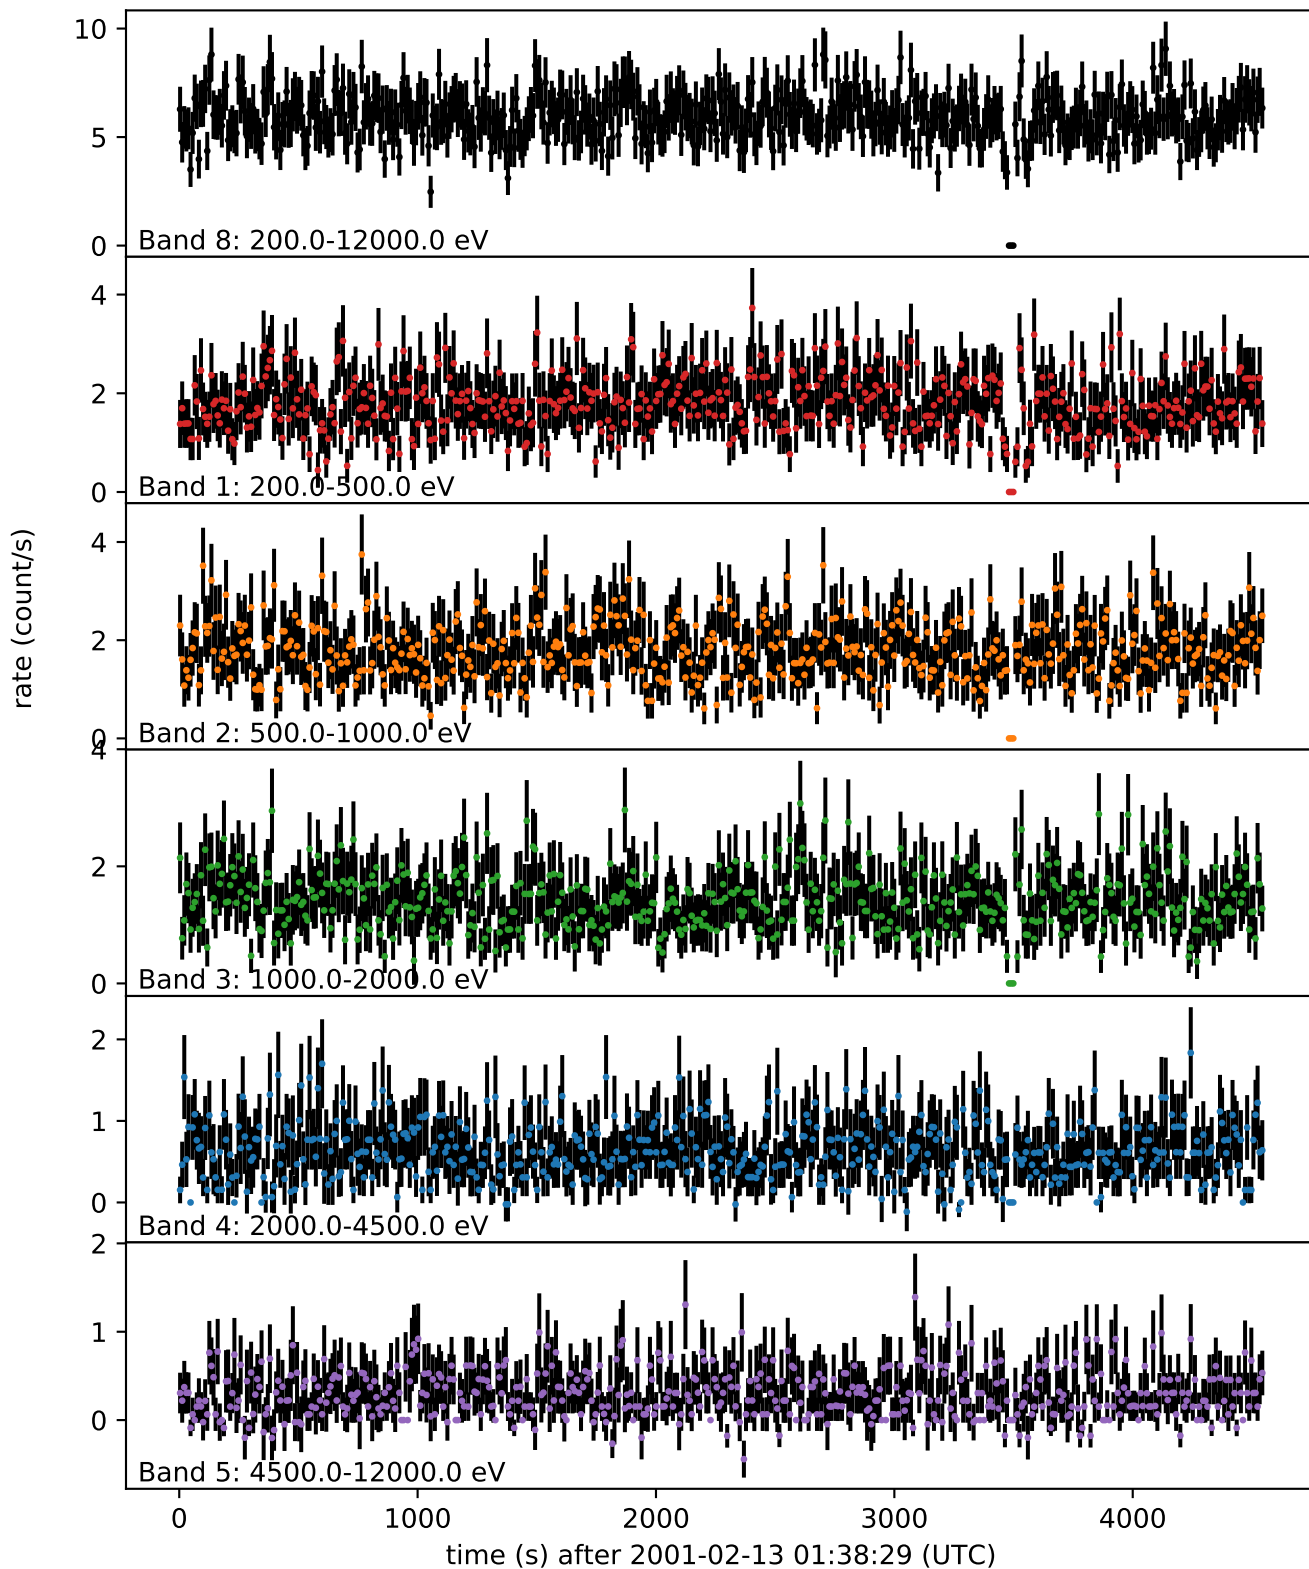 rate (count/s)
10
5
0
Band 8: 200.0-12000.0 eV
4
2
0
Band 1: 200.0-500.0 eV
4
2
0
Band 2: 500.0-1000.0 eV
4
2
0
Band 3: 1000.0-2000.0 eV
2
1
0
Band 4: 2000.0-4500.0 eV
2
1
0
Band 5: 4500.0-12000.0 eV
0 1000 2000 3000 4000
time (s) after 2001-02-13 01:38:29 (UTC)